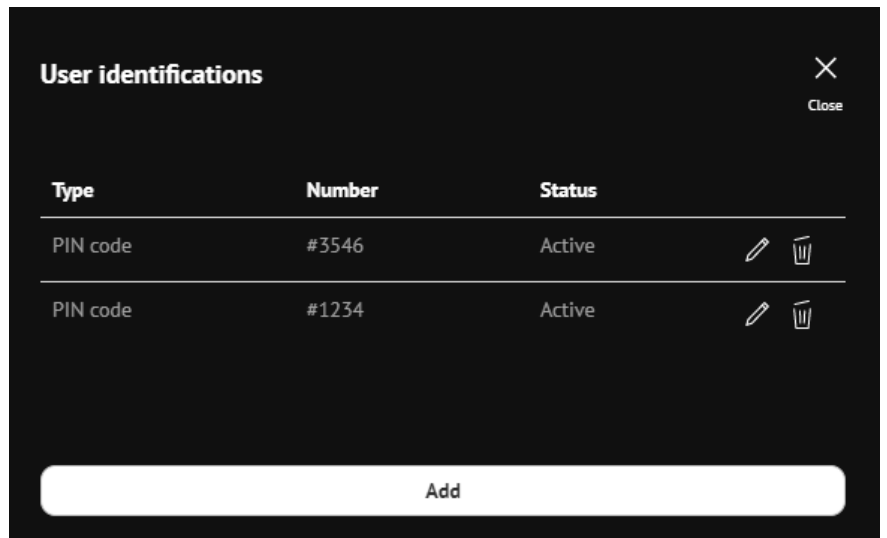 User identifications
Close
Type Number Status
PIN code #3546 Active
PIN code #1234 Active
Add